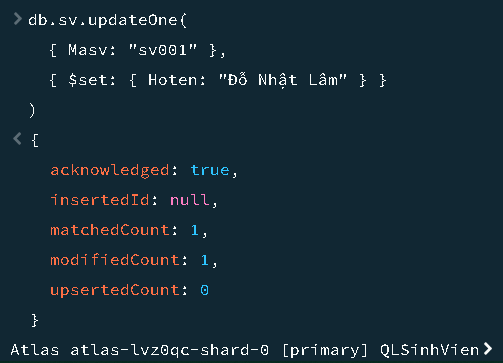 > db.sv.updateOne(
{ Masv: "sv001" },
{ $set: { Hoten: "Đỗ Nhật Lâm" } }
)
< {
acknowledged: true,
insertedId: null,
matchedCount: 1,
modifiedCount: 1,
upsertedCount: 0
}
Atlas atlas-lvz0qc-shard-0 [primary] QLSinhVien>